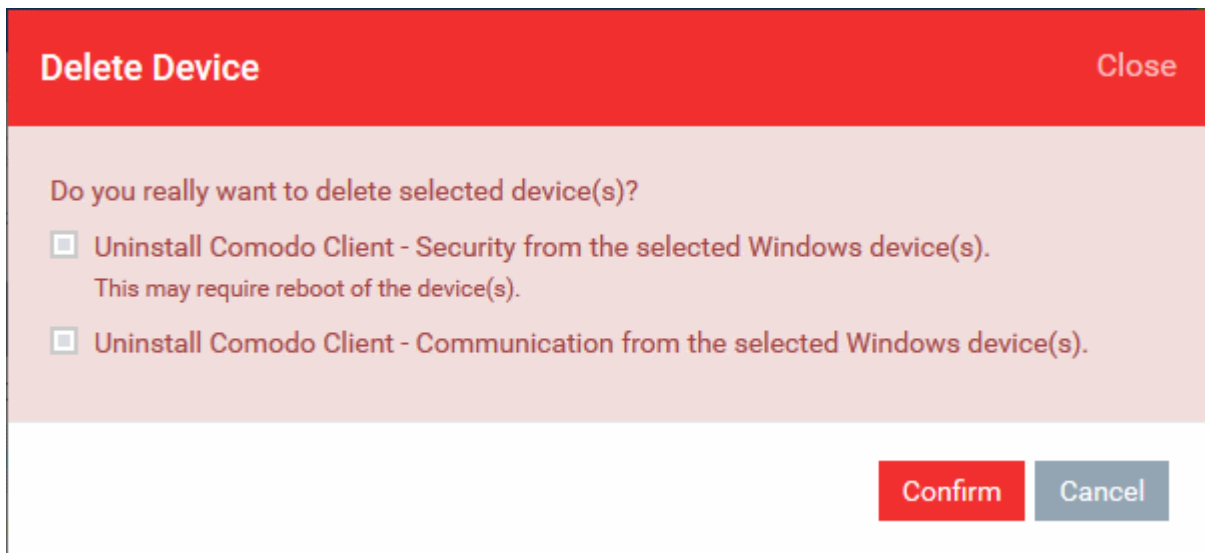 Delete Device
Close
Do you really want to delete selected device(s)?
Uninstall Comodo Client - Security from the selected Windows device(s).
This may require reboot of the device(s).
Uninstall Comodo Client - Communication from the selected Windows device(s).
Confirm
Cancel